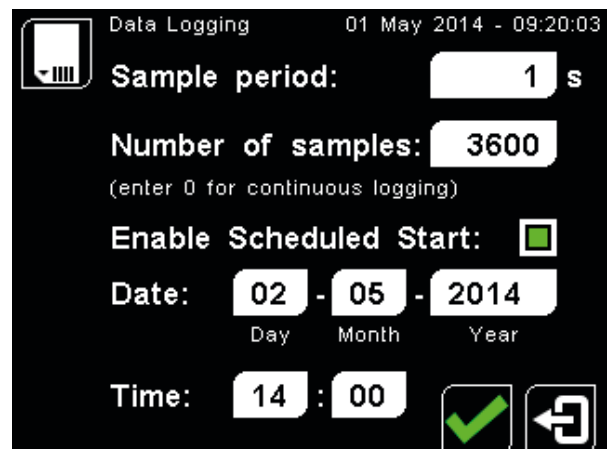 Data Logging 01 May 2014 - 09:20:03
Sample period: 1 s
Number of samples: 3600
(enter 0 for continuous logging)
Enable Scheduled Start:
Date: 02 - 05 - 2014
Day Month Year
Time: 14 : 00